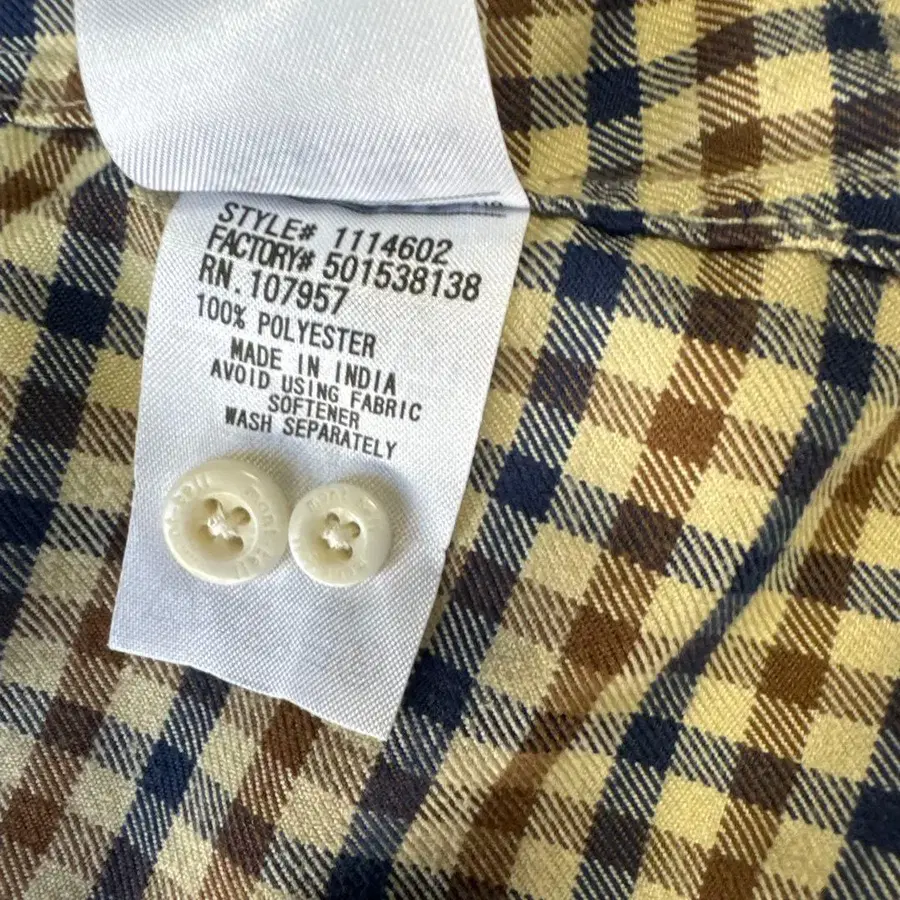 STYLE# 1114602
FACTORY# 501538138
RN.107957
100% POLYESTER
MADE IN INDIA
AVOID USING FABRIC
SOFTENER
WASH SEPARATELY